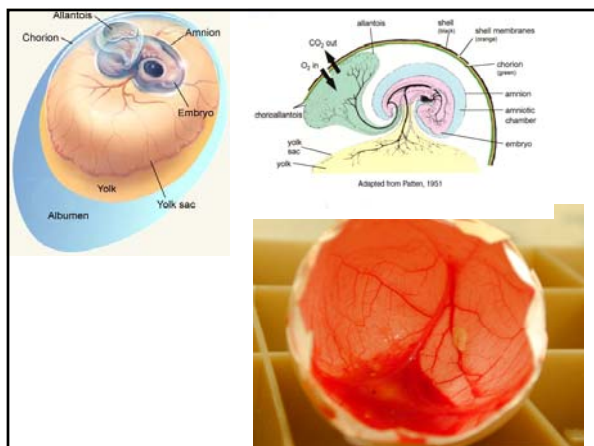 Allantois
Chorion
Amnion
Embryo
Yolk
Yolk sac
Albumen
allantois
shell
(black)
shell membranes
(orange)
CO2 out
O2 in
chorion
(green)
amnion
amniotic
chamber
chorioallantois
embryo
yolk
sac
yolk
Adapted from Patten, 1951